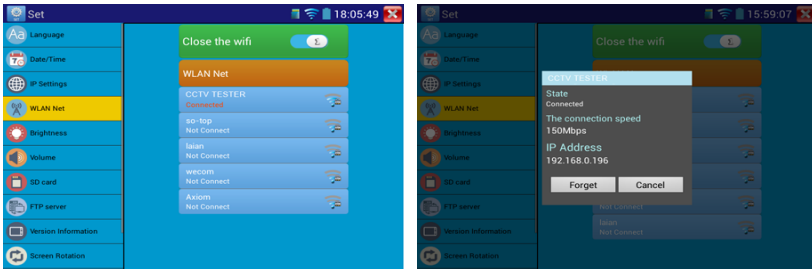 Set
18:05:49
Language
Date/Time
IP Settings
WLAN Net
Brightness
Volume
SD card
FTP server
Version Information
Screen Rotation
Close the wifi
WLAN Net
CCTV TESTER
Connected
so-top
Not Connect
laian
Not Connect
wecom
Not Connect
Axiom
Not Connect
Set
15:59:07
Language
Date/Time
IP Settings
WLAN Net
Brightness
Volume
SD card
FTP server
Version Information
Screen Rotation
Close the wifi
CCTV TESTER
State
Connected
The connection speed
150Mbps
IP Address
192.168.0.196
Forget
Cancel
Not Connect
laian
Not Connect